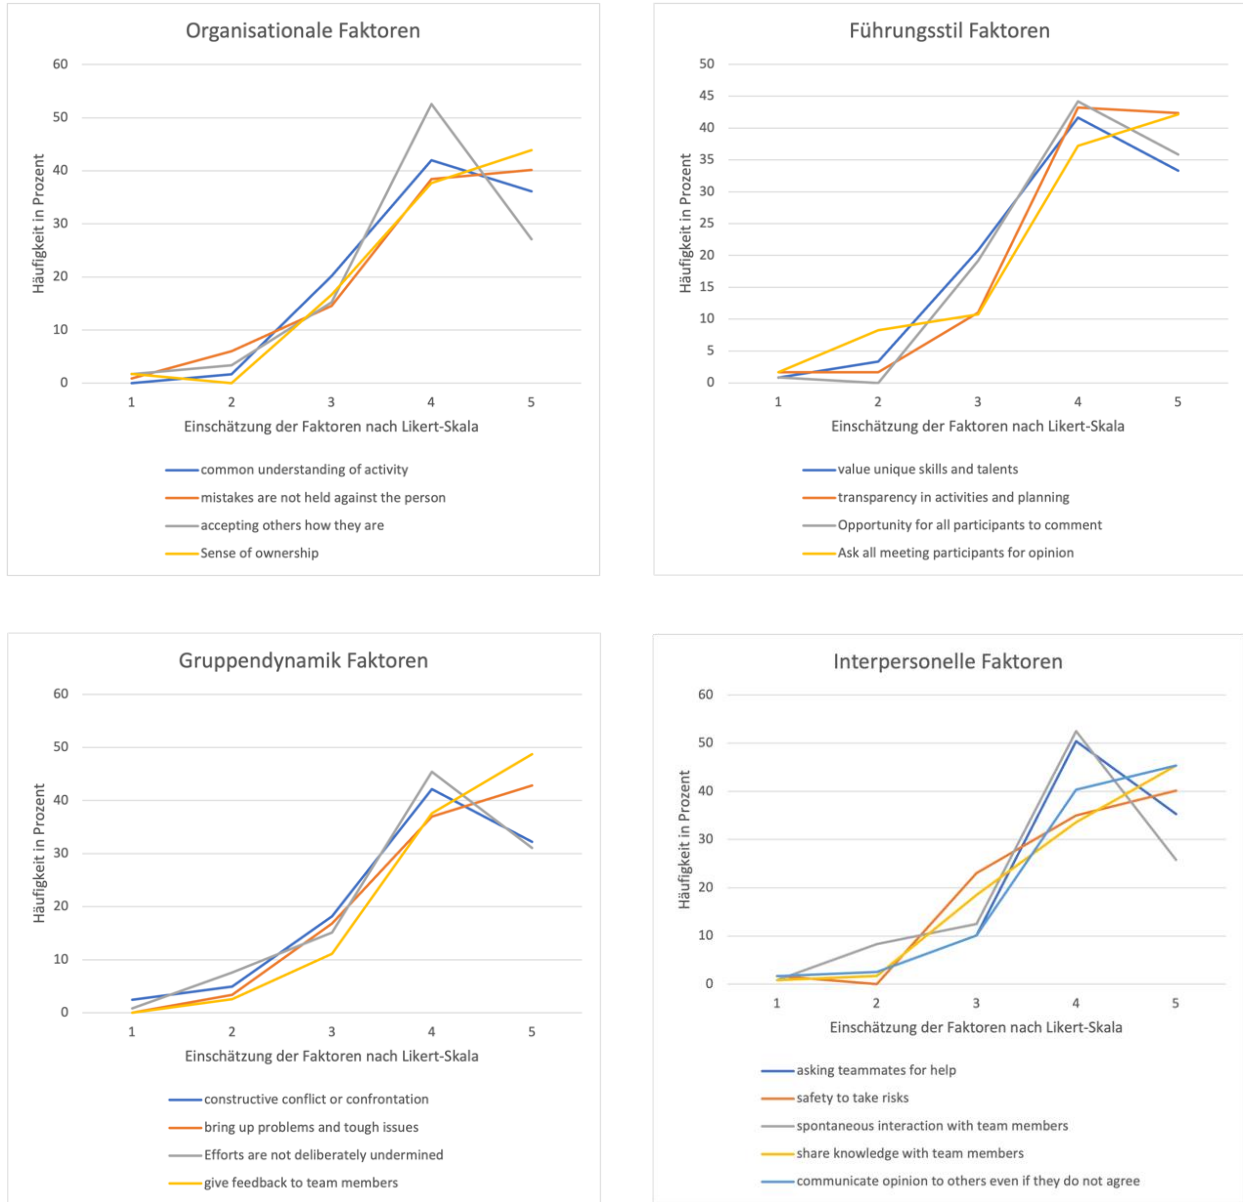 Organisationale Faktoren
Häufigkeit in Prozent
60
50
40
30
20
10
0
1 2 3 4 5
Einschätzung der Faktoren nach Likert-Skala
common understanding of activity
mistakes are not held against the person
accepting others how they are
Sense of ownership
Führungsstil Faktoren
Häufigkeit in Prozent
50
45
40
35
30
25
20
15
10
5
0
1 2 3 4 5
Einschätzung der Faktoren nach Likert-Skala
value unique skills and talents
transparency in activities and planning
Opportunity for all participants to comment
Ask all meeting participants for opinion
Gruppendynamik Faktoren
Häufigkeit in Prozent
60
50
40
30
20
10
0
1 2 3 4 5
Einschätzung der Faktoren nach Likert-Skala
constructive conflict or confrontation
bring up problems and tough issues
Efforts are not deliberately undermined
give feedback to team members
Interpersonelle Faktoren
Häufigkeit in Prozent
60
50
40
30
20
10
0
1 2 3 4 5
Einschätzung der Faktoren nach Likert-Skala
asking teammates for help
safety to take risks
spontaneous interaction with team members
share knowledge with team members
communicate opinion to others even if they do not agree